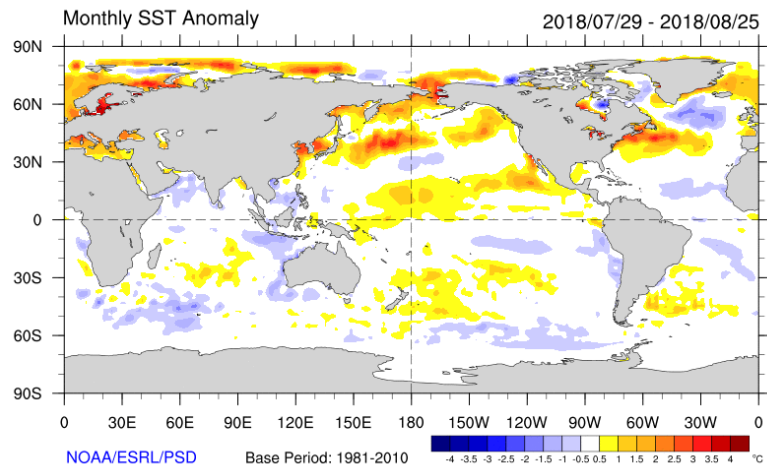 Monthly SST Anomaly 2018/07/29 - 2018/08/25
90N
60N
30N
0
30S
60S
90S
0 30E 60E 90E 120E 150E 180 150W 120W 90W 60W 30W 0
NOAA/ESRL/PSD Base Period: 1981-2010
-4 -3.5 -3 -2.5 -2 -1.5 -1 -0.5 0.5 1 1.5 2 2.5 3 3.5 4 °C